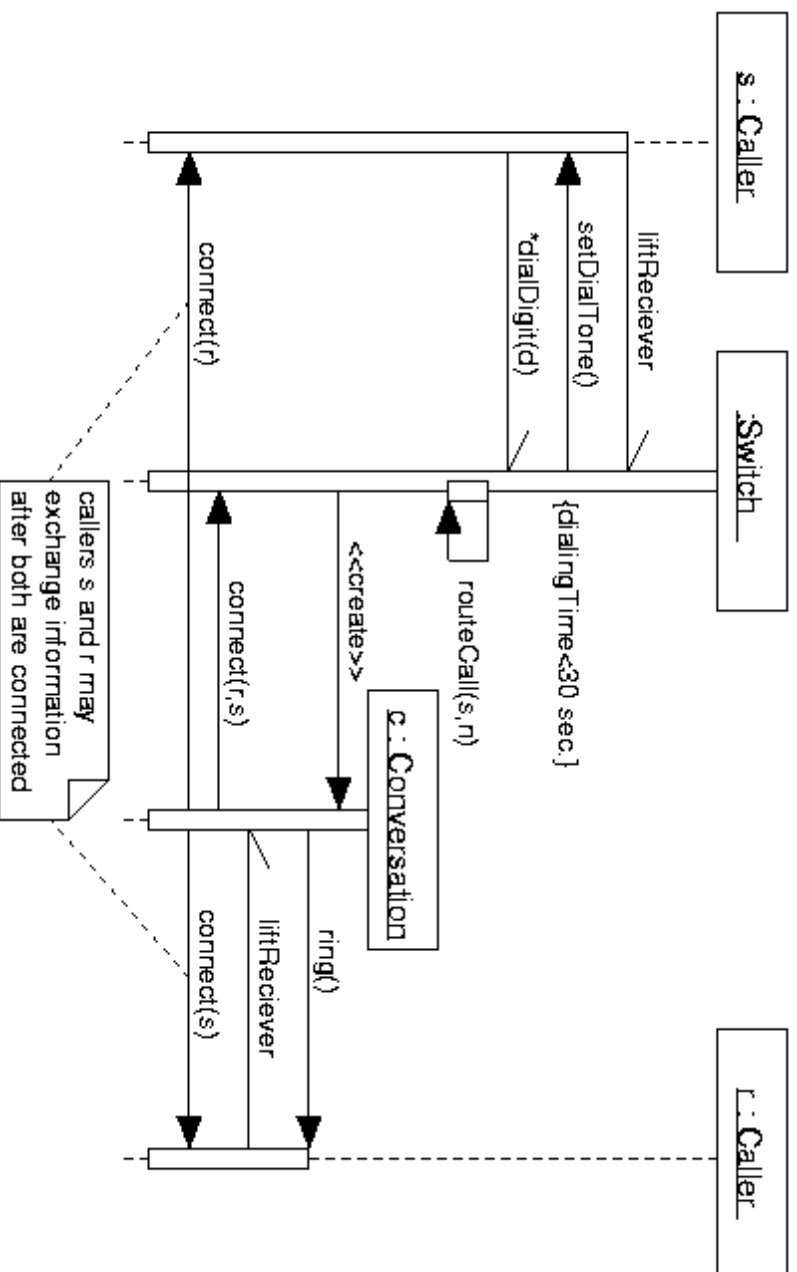 s : Caller
:Switch
r : Caller
liftReciever
setDialTone()
{dialingTime<30 sec.}
*dialDigit(d)
routeCall(s,n)
c : Conversation
<<create>>
ring()
liftReciever
connect(r,s)
connect(r)
connect(s)
callers s and r may
exchange information
after both are connected